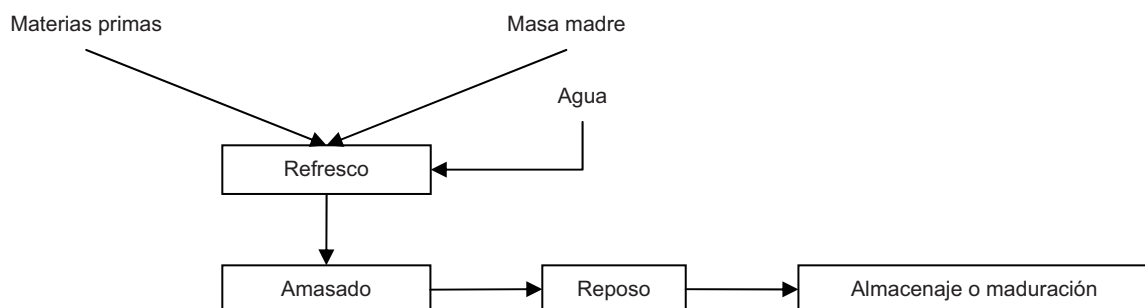 Materias primas
Masa madre
Agua
Refresco
Amasado
Reposo
Almacenaje o maduración